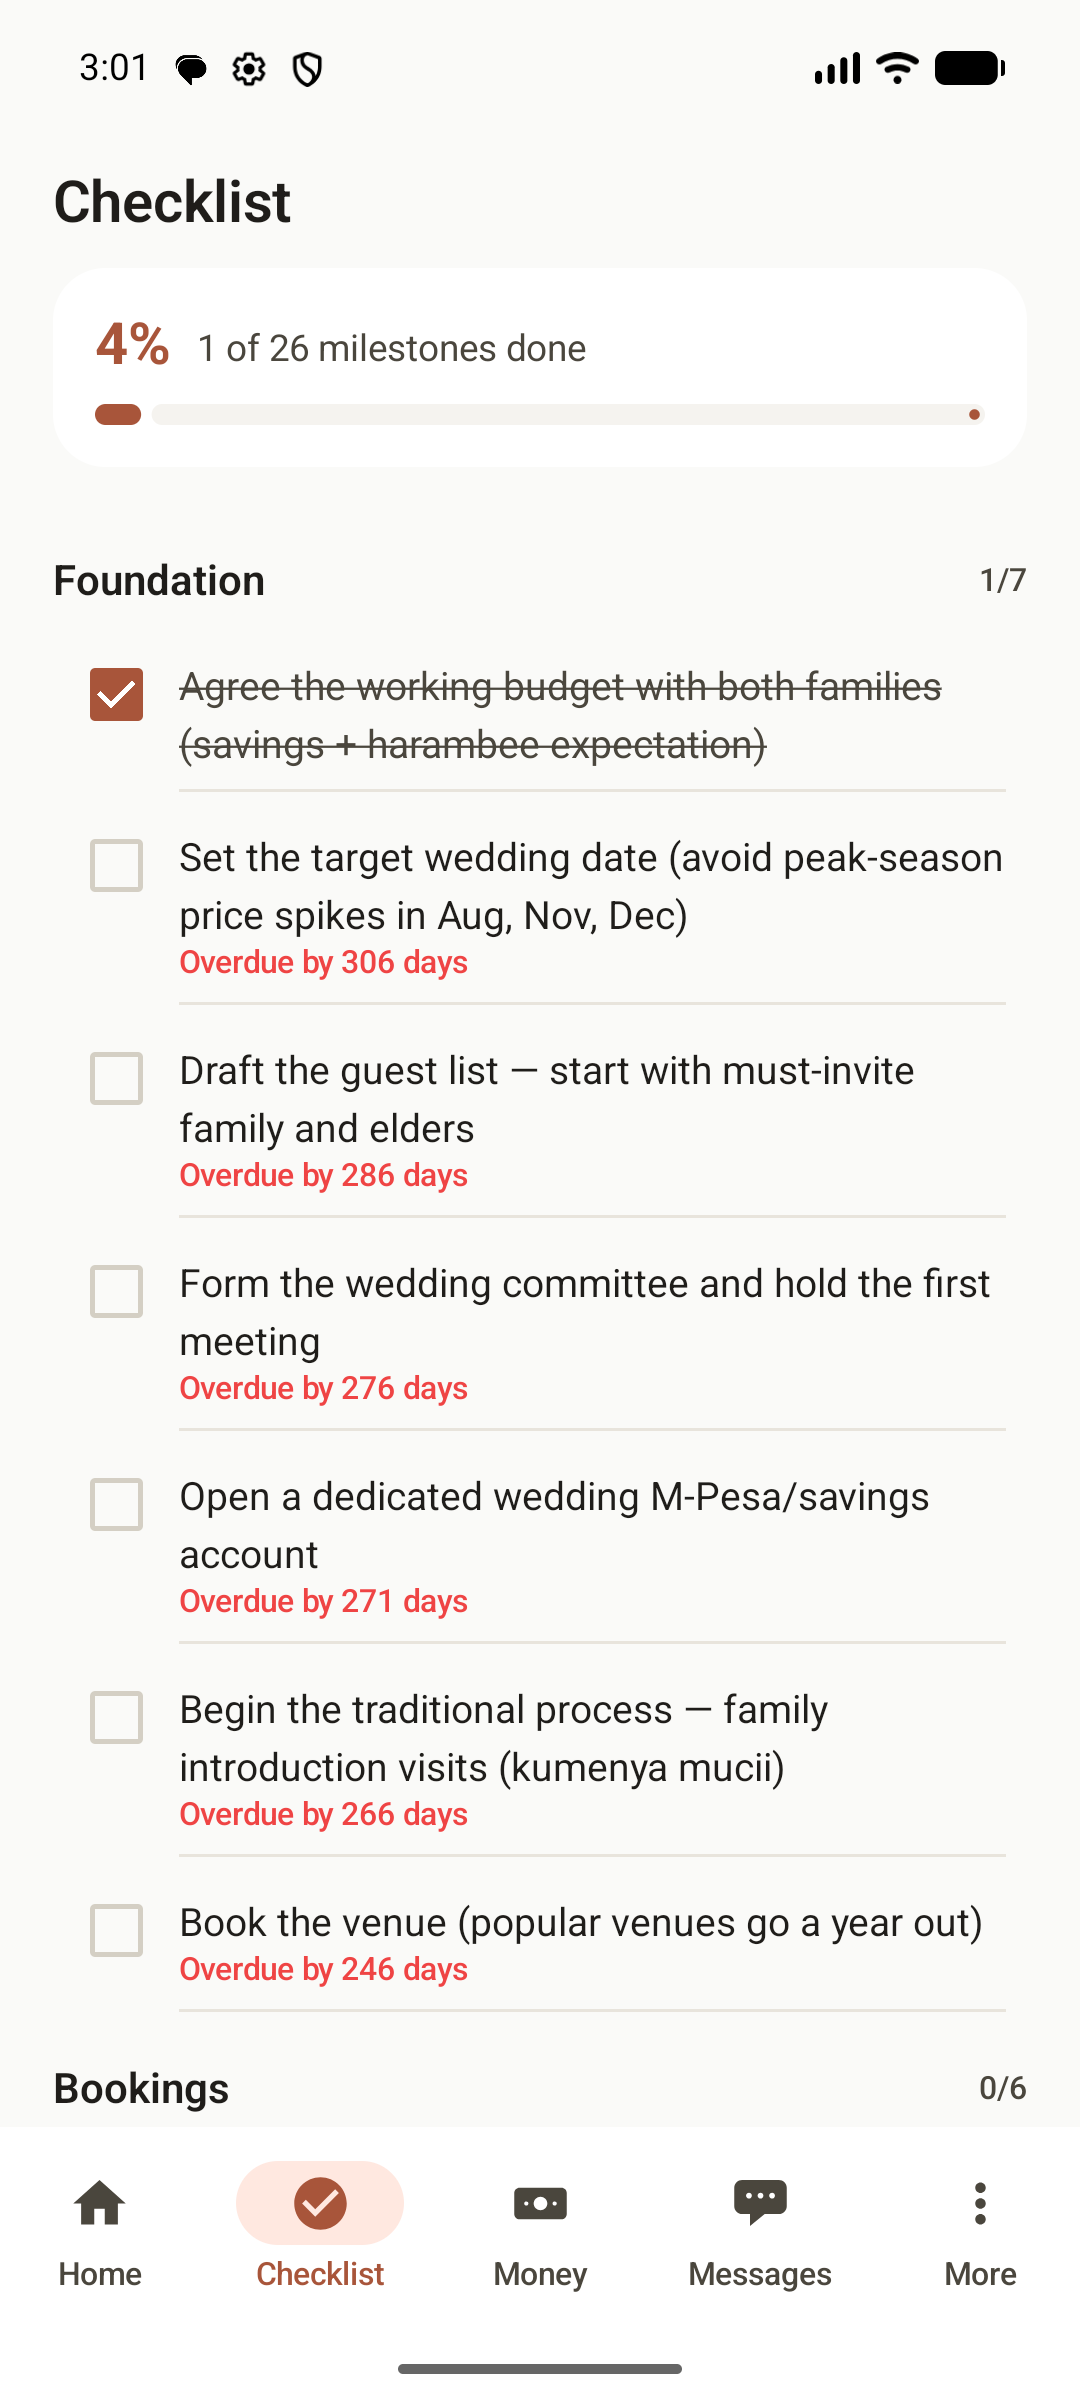 3:01
Checklist
4% 1 of 26 milestones done
Foundation 1/7
Agree the working budget with both families
(savings + harambee expectation)
Set the target wedding date (avoid peak-season
price spikes in Aug, Nov, Dec)
Overdue by 306 days
Draft the guest list — start with must-invite
family and elders
Overdue by 286 days
Form the wedding committee and hold the first
meeting
Overdue by 276 days
Open a dedicated wedding M-Pesa/savings
account
Overdue by 271 days
Begin the traditional process — family
introduction visits (kumenya mucii)
Overdue by 266 days
Book the venue (popular venues go a year out)
Overdue by 246 days
Bookings 0/6
Home Checklist Money Messages More